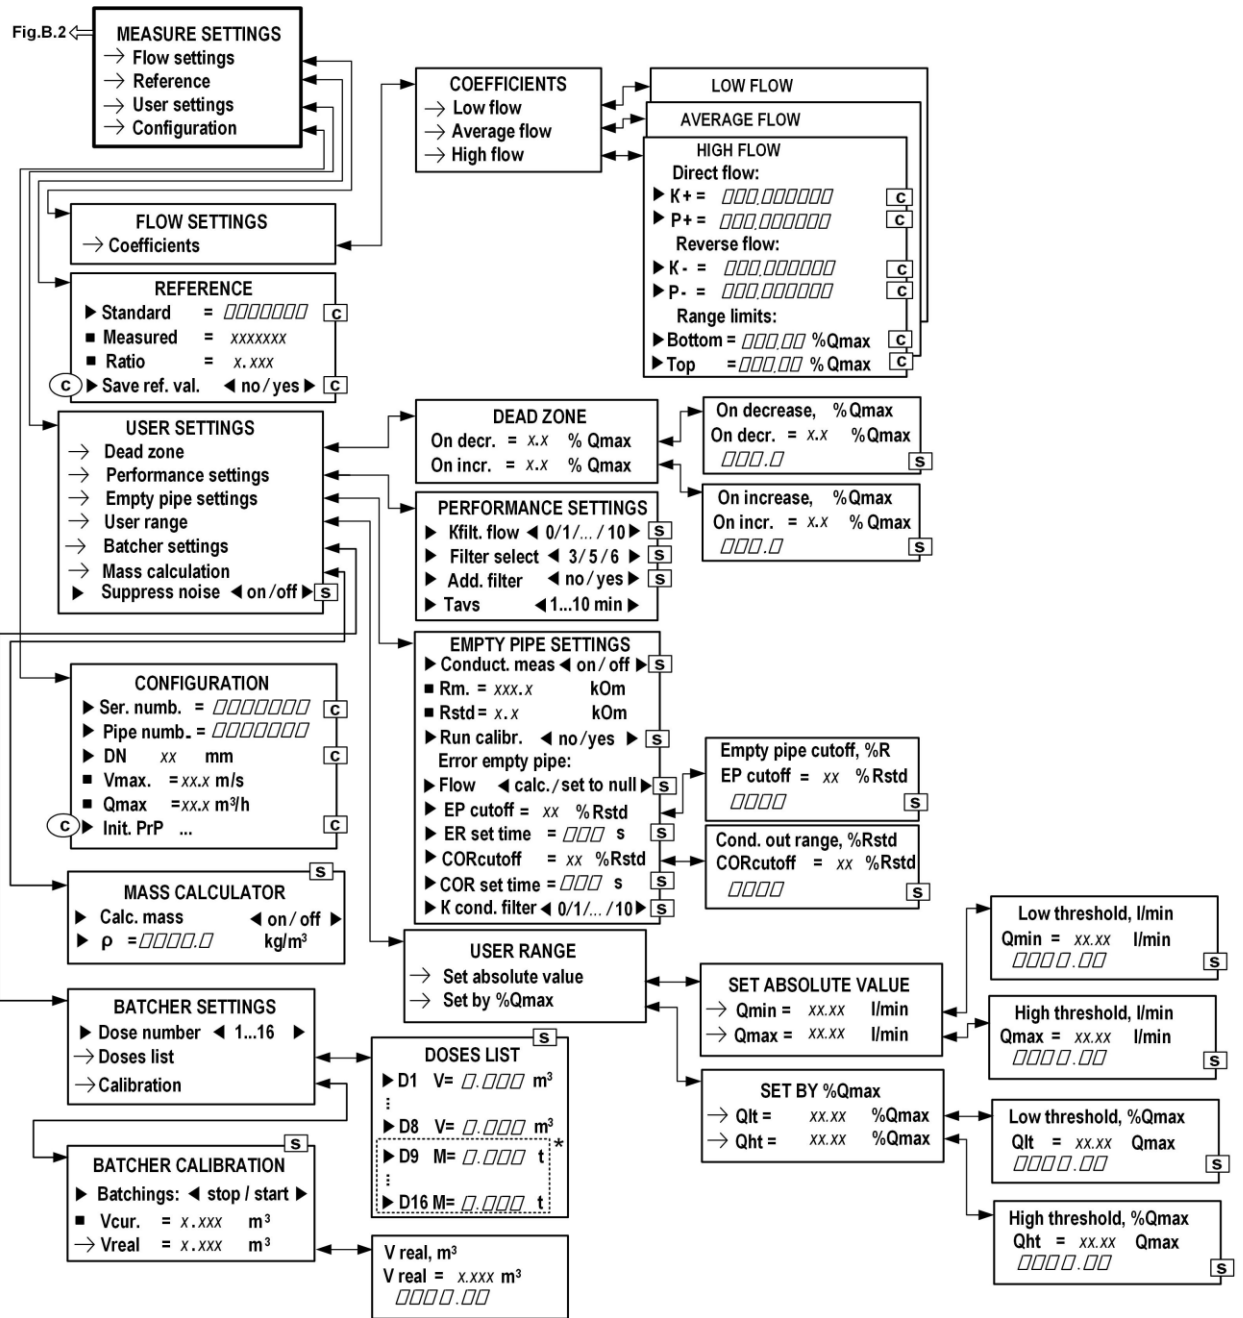 Fig.B.2
MEASURE SETTINGS
→ Flow settings
→ Reference
→ User settings
→ Configuration
COEFFICIENTS
→ Low flow
→ Average flow
→ High flow
LOW FLOW
AVERAGE FLOW
HIGH FLOW
Direct flow:
▶ K+ = 000.000000 c
▶ P+ = 000.000000 c
Reverse flow:
▶ K- = 000.000000 c
▶ P- = 000.000000 c
Range limits:
▶ Bottom = 000.00 %Qmax c
▶ Top = 000.00 %Qmax c
FLOW SETTINGS
→ Coefficients
REFERENCE
▶ Standard = 0000000 c
■ Measured = xxxxxxx
■ Ratio = x.xxx
c ▶ Save ref. val. ◀ no/yes ▶ c
USER SETTINGS
→ Dead zone
→ Performance settings
→ Empty pipe settings
→ User range
→ Batcher settings
→ Mass calculation
▶ Suppress noise ◀ on/off ▶ s
DEAD ZONE
On decr. = x.x % Qmax
On incr. = x.x % Qmax
On decrease, %Qmax
On decr. = x.x %Qmax
000.0 s
On increase, %Qmax
On incr. = x.x % Qmax
000.0 s
PERFORMANCE SETTINGS
▶ Kfilt. flow ◀ 0/1/... / 10 ▶ s
▶ Filter select ◀ 3/5/6 ▶ s
▶ Add. filter ◀ no/yes ▶ s
▶ Tavs ◀ 1...10 min ▶
EMPTY PIPE SETTINGS
▶ Conduct. meas ◀ on/off ▶ s
■ Rm. = xxx.x kOm
■ Rstd = x.x kOm
▶ Run calibr. ◀ no/yes ▶ s
Error empty pipe:
▶ Flow ◀ calc./set to null ▶ s
▶ EP cutoff = xx %Rstd
▶ ER set time = 000 s s
▶ CORcutoff = xx %Rstd
▶ COR set time = 000 s s
▶ K cond. filter ◀ 0/1/... /10 ▶ s
Empty pipe cutoff, %R
EP cutoff = xx %Rstd
0000 s
Cond. out range, %Rstd
CORcutoff = xx %Rstd
0000 s
CONFIGURATION
▶ Ser. numb. = 0000000 c
▶ Pipe numb. = 0000000
▶ DN xx mm c
■ Vmax. =xx.x m/s
■ Qmax =xx.x m³/h
c ▶ Init. PrP ... c
s
MASS CALCULATOR
▶ Calc. mass ◀ on/off ▶
▶ ρ =0000.0 kg/m³
USER RANGE
→ Set absolute value
→ Set by %Qmax
SET ABSOLUTE VALUE
→ Qmin = xx.xx l/min
→ Qmax = xx.xx l/min
Low threshold, l/min
Qmin = xx.xx l/min
0000.00 s
High threshold, l/min
Qmax = xx.xx l/min
0000.00 s
SET BY %Qmax
→ Qlt = xx.xx %Qmax
→ Qht = xx.xx %Qmax
Low threshold, %Qmax
Qlt = xx.xx Qmax
0000.00 s
High threshold, %Qmax
Qht = xx.xx Qmax
0000.00 s
BATCHER SETTINGS
▶ Dose number ◀ 1...16 ▶
→ Doses list
→ Calibration
s
DOSES LIST
▶ D1 V= 0.000 m³
⋮
▶ D8 V= 0.000 m³
▶ D9 M= 0.000 t *
⋮
▶ D16 M= 0.000 t
s
BATCHER CALIBRATION
▶ Batchings: ◀ stop / start ▶
■ Vcur. = x.xxx m³
→ Vreal = x.xxx m³
V real, m³
V real = x.xxx m³
0000.00